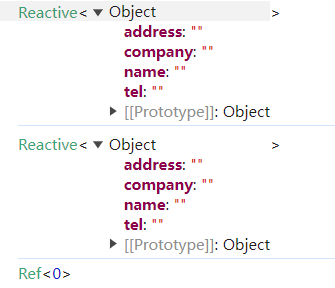 Reactive<▼ Object >
address: ""
company: ""
name: ""
tel: ""
▶ [[Prototype]]: Object
Reactive<▼ Object >
address: ""
company: ""
name: ""
tel: ""
▶ [[Prototype]]: Object
Ref<0>